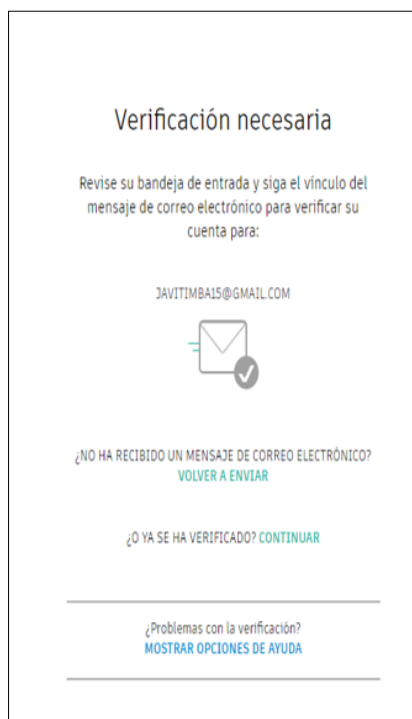 Verificación necesaria
Revise su bandeja de entrada y siga el vínculo del
mensaje de correo electrónico para verificar su
cuenta para:
JAVITIMBA15@GMAIL.COM
¿NO HA RECIBIDO UN MENSAJE DE CORREO ELECTRÓNICO?
VOLVER A ENVIAR
¿O YA SE HA VERIFICADO? CONTINUAR
¿Problemas con la verificación?
MOSTRAR OPCIONES DE AYUDA